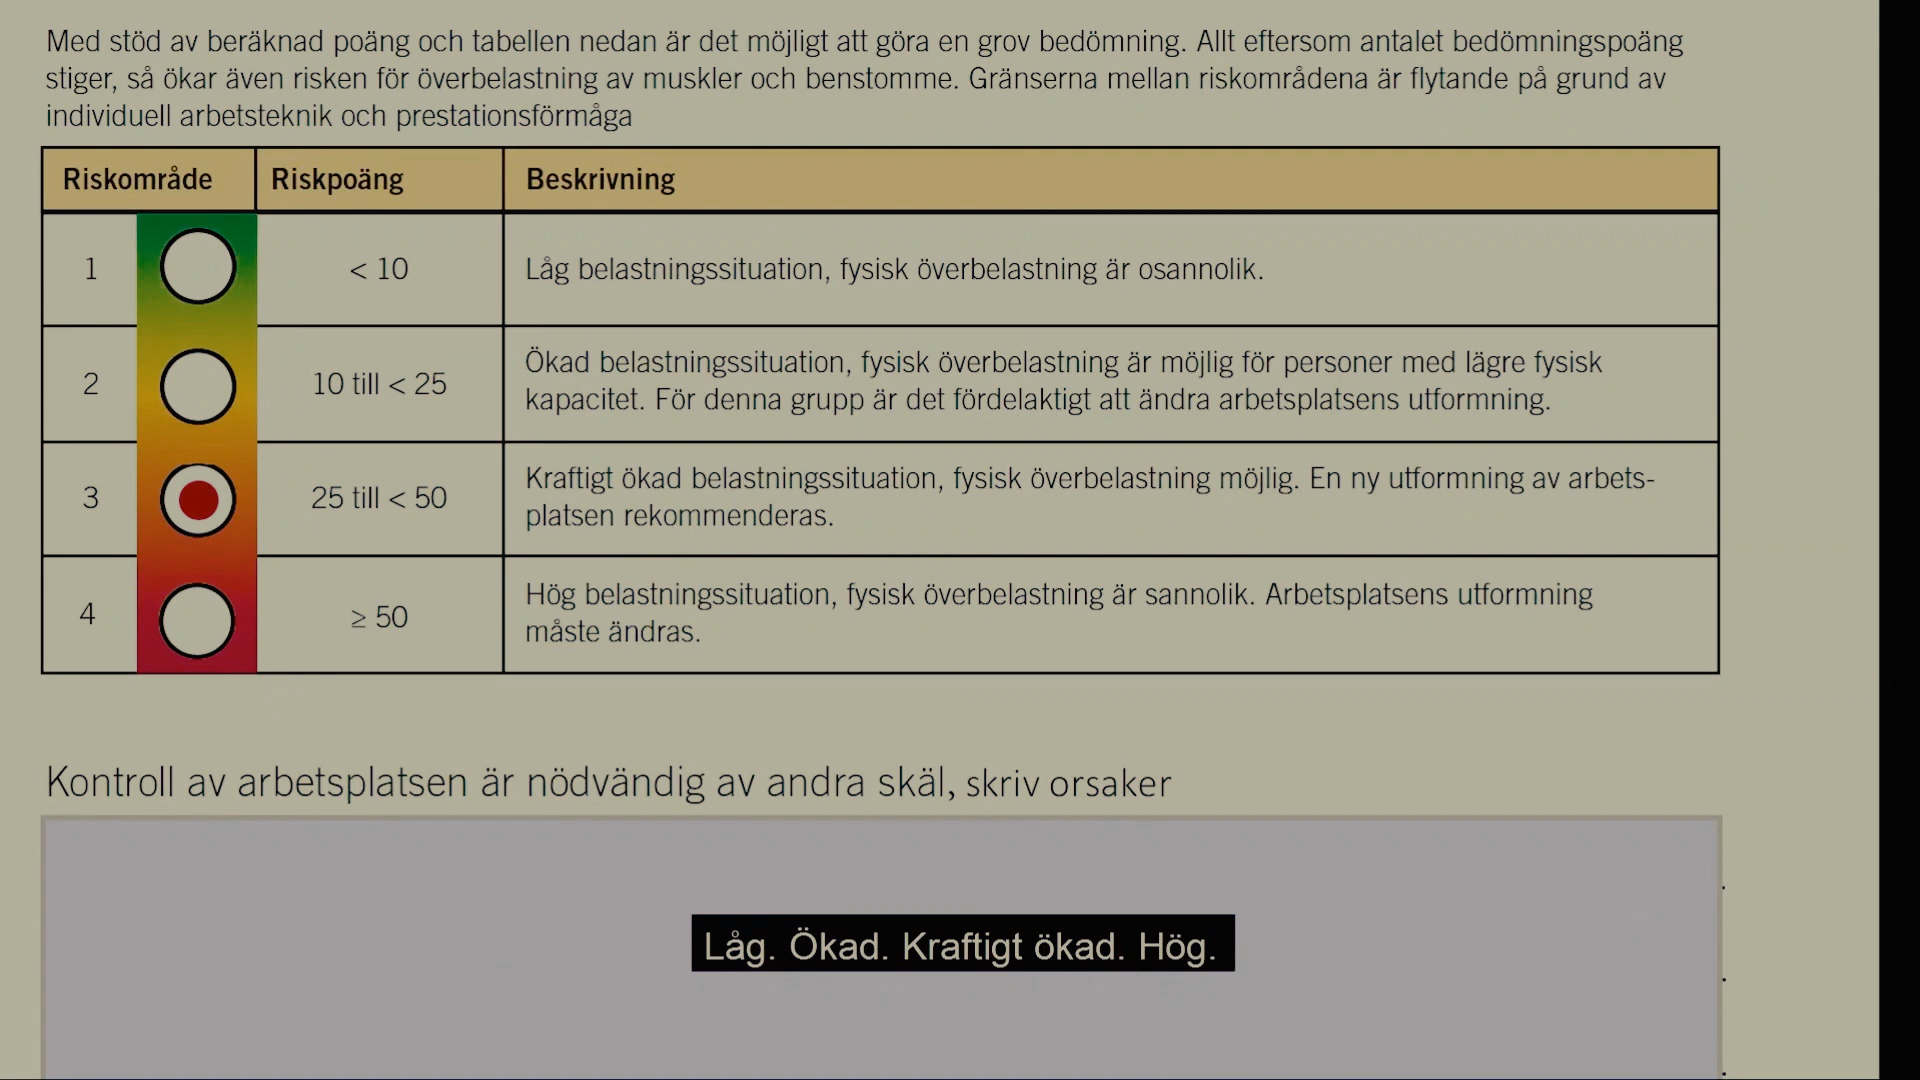 Med stöd av beräknad poäng och tabellen nedan är det möjligt att göra en grov bedömning. Allt eftersom antalet bedömningspoäng
stiger, så ökar även risken för överbelastning av muskler och benstomme. Gränserna mellan riskområdena är flytande på grund av
individuell arbetsteknik och prestationsförmåga
Riskområde Riskpoäng Beskrivning
1 < 10 Låg belastningssituation, fysisk överbelastning är osannolik.
2 10 till < 25 Ökad belastningssituation, fysisk överbelastning är möjlig för personer med lägre fysisk
kapacitet. För denna grupp är det fördelaktigt att ändra arbetsplatsens utformning.
3 25 till < 50 Kraftigt ökad belastningssituation, fysisk överbelastning möjlig. En ny utformning av arbets-
platsen rekommenderas.
4 ≥ 50 Hög belastningssituation, fysisk överbelastning är sannolik. Arbetsplatsens utformning
måste ändras.
Kontroll av arbetsplatsen är nödvändig av andra skäl, skriv orsaker
Låg. Ökad. Kraftigt ökad. Hög.